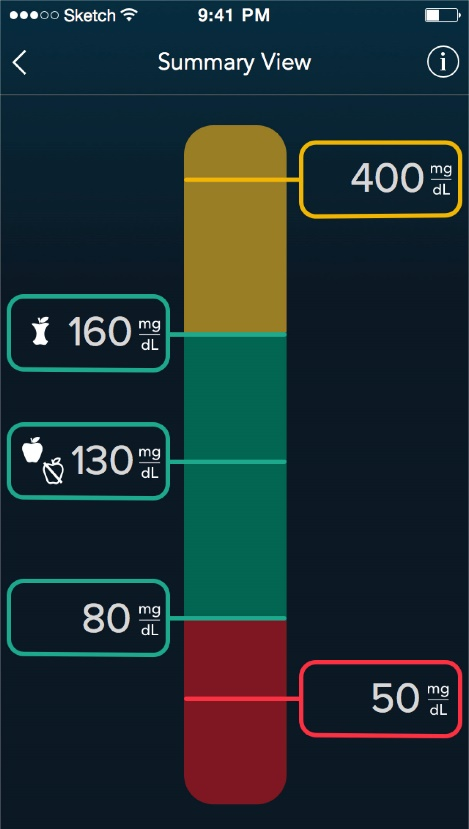 Sketch 9:41 PM
Summary View
i
400 mg
dL
160 mg
dL
130 mg
dL
80 mg
dL
50 mg
dL